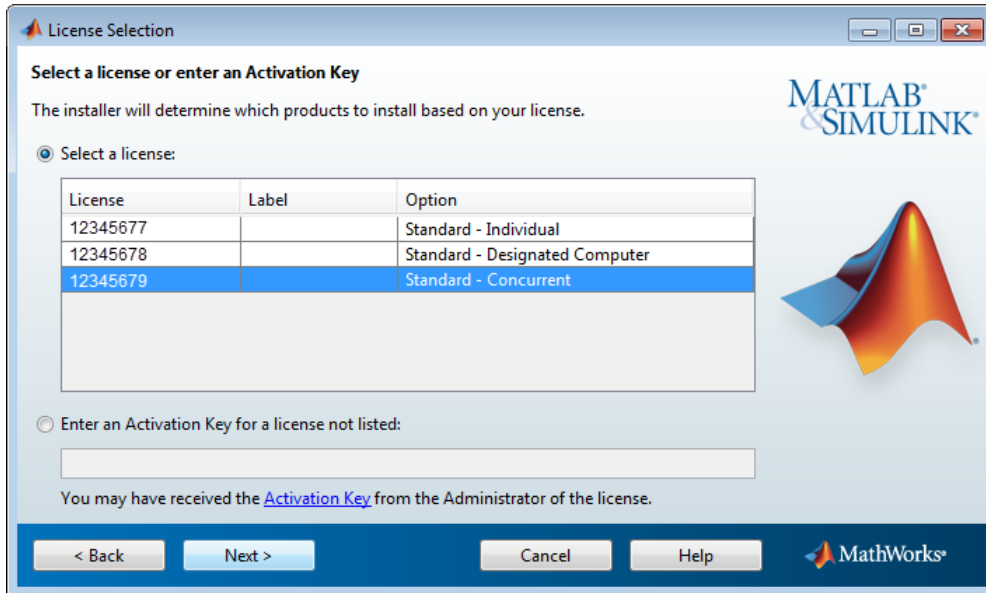 License Selection
Select a license or enter an Activation Key
The installer will determine which products to install based on your license.
MATLAB®
&SIMULINK®
Select a license:
License Label Option
12345677 Standard - Individual
12345678 Standard - Designated Computer
12345679 Standard - Concurrent
Enter an Activation Key for a license not listed:
You may have received the Activation Key from the Administrator of the license.
< Back Next > Cancel Help MathWorks®